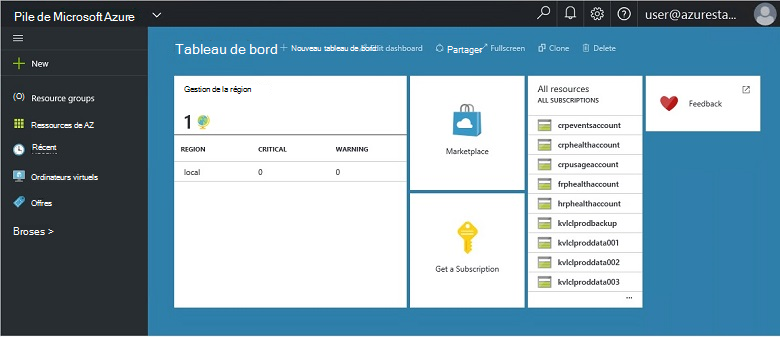 Pile de Microsoft Azure
user@azuresta...
New
Resource groups
Ressources de AZ
Récent
Ordinateurs virtuels
Offres
Broses >
Tableau de bord
Nouveau tableau de bord
dit dashboard
Partager
Fullscreen
Clone
Delete
Gestion de la région
1
REGION CRITICAL WARNING
local 0 0
Marketplace
Get a Subscription
All resources
ALL SUBSCRIPTIONS
crpeventsaccount
crphealthaccount
crpusageaccount
frphealthaccount
hrphealthaccount
kvlclprodbackup
kvlclproddata001
kvlclproddata002
kvlclproddata003
...
Feedback